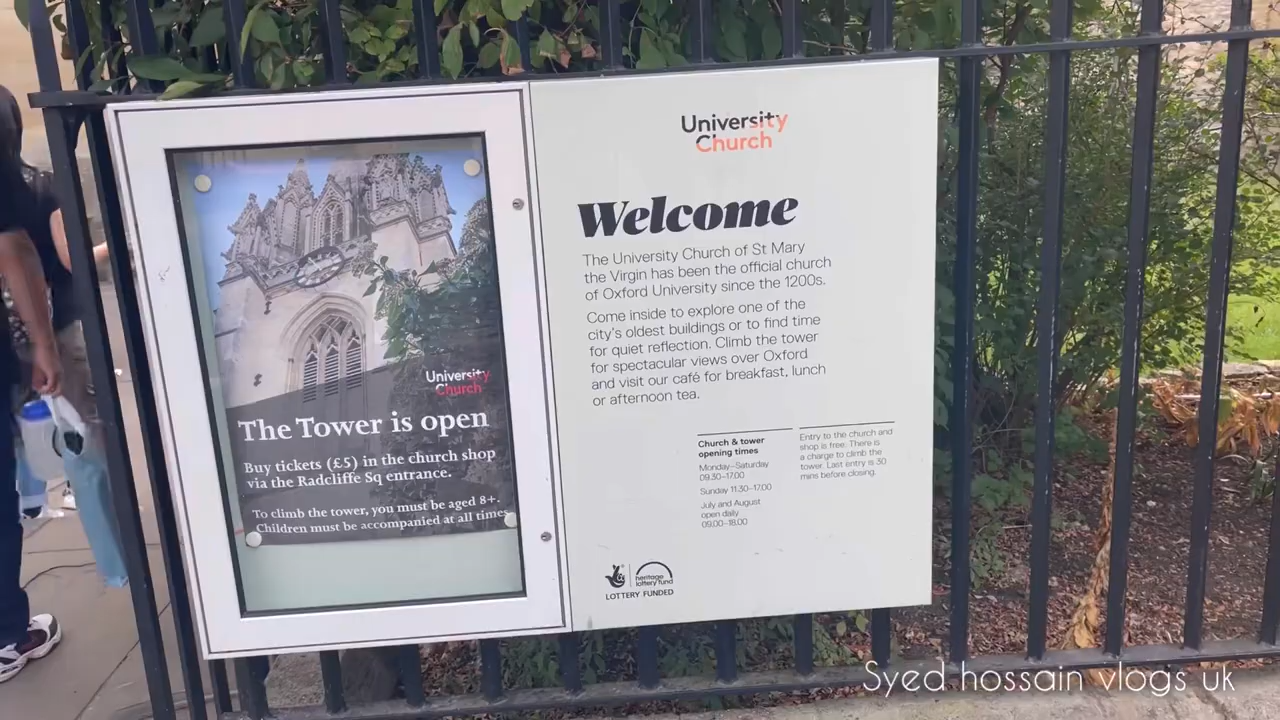 University
Church
The Tower is open
Buy tickets (£5) in the church shop
via the Radcliffe Sq entrance.
To climb the tower, you must be aged 8+.
Children must be accompanied at all times
University
Church
Welcome
The University Church of St Mary
the Virgin has been the official church
of Oxford University since the 1200s.
Come inside to explore one of the
city's oldest buildings or to find time
for quiet reflection. Climb the tower
for spectacular views over Oxford
and visit our café for breakfast, lunch
or afternoon tea.
Church & tower
opening times
Monday–Saturday
09.30–17.00
Sunday 11.30–17.00
July and August
open daily
09.00–18.00
Entry to the church and
shop is free. There is
a charge to climb the
tower. Last entry is 30
mins before closing.
heritage
lottery fund
LOTTERY FUNDED
Syed hossain vlogs uk